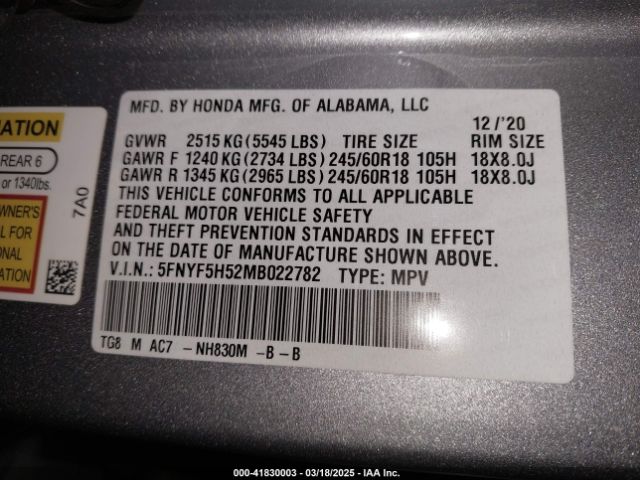 MFD. BY HONDA MFG. OF ALABAMA, LLC
12/'20
GVWR 2515 KG (5545 LBS) TIRE SIZE RIM SIZE
GAWR F 1240 KG (2734 LBS) 245/60R18 105H 18X8.0J
GAWR R 1345 KG (2965 LBS) 245/60R18 105H 18X8.0J
THIS VEHICLE CONFORMS TO ALL APPLICABLE
FEDERAL MOTOR VEHICLE SAFETY
AND THEFT PREVENTION STANDARDS IN EFFECT
ON THE DATE OF MANUFACTURE SHOWN ABOVE.
V.I.N.: 5FNYF5H52MB022782 TYPE: MPV
TG8 M AC7 -NH830M -B-B
REAR 6
or 1340lbs.
7A0
OWNER'S
FOR
000-41830003 - 03/18/2025 - IAA Inc.